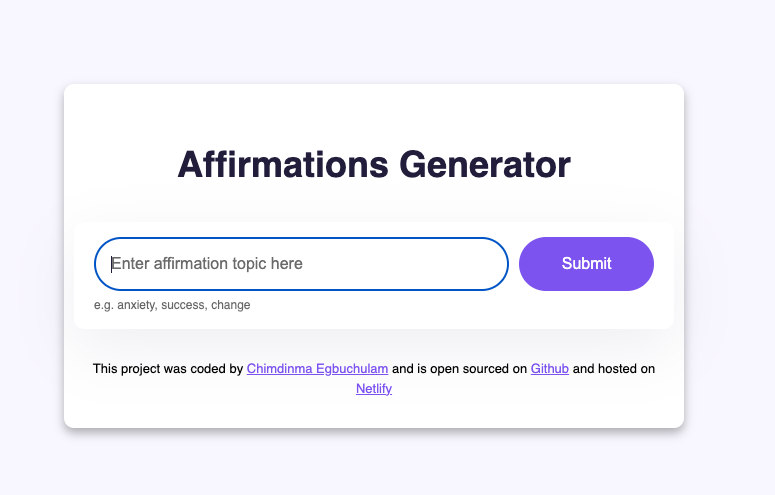 Affirmations Generator
Enter affirmation topic here
Submit
e.g. anxiety, success, change
This project was coded by Chimdinma Egbuchulam and is open sourced on Github and hosted on
Netlify